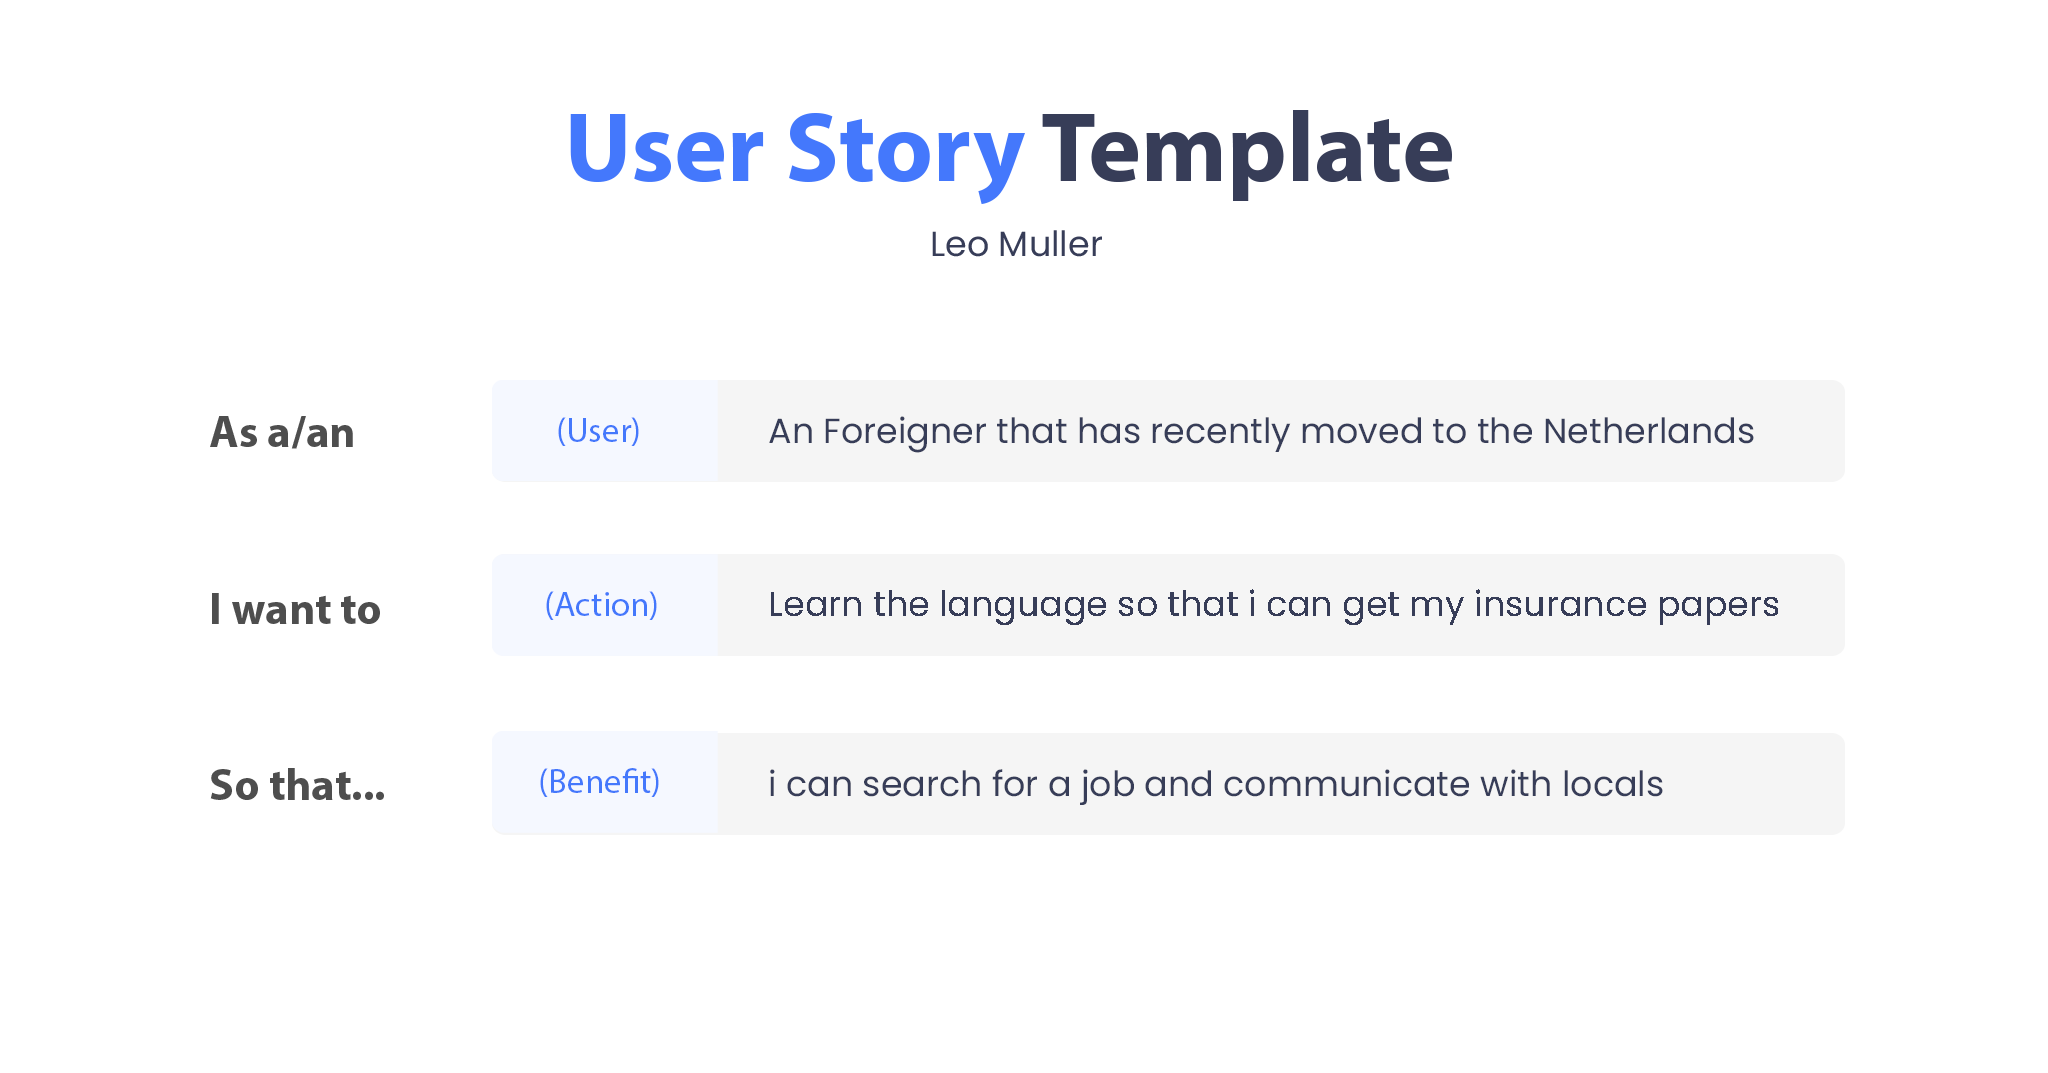 User Story Template
Leo Muller
As a/an
(User)
An Foreigner that has recently moved to the Netherlands
I want to
(Action)
Learn the language so that i can get my insurance papers
So that...
(Benefit)
i can search for a job and communicate with locals